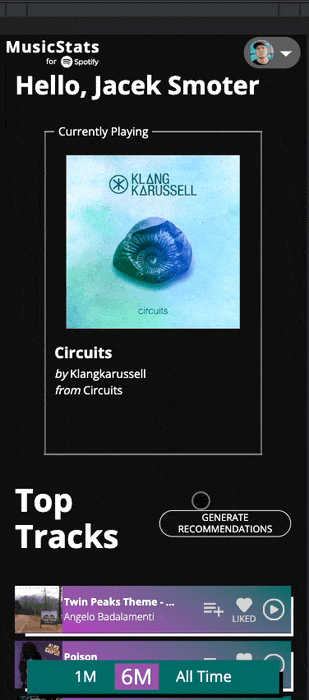 MusicStats
for Spotify
Hello, Jacek Smoter
Currently Playing
KLANG
KARUSSELL
circuits
Circuits
by Klangkarussell
from Circuits
Top
Tracks
GENERATE
RECOMMENDATIONS
Twin Peaks Theme - ...
Angelo Badalamenti
LIKED
Poison
1M 6M All Time